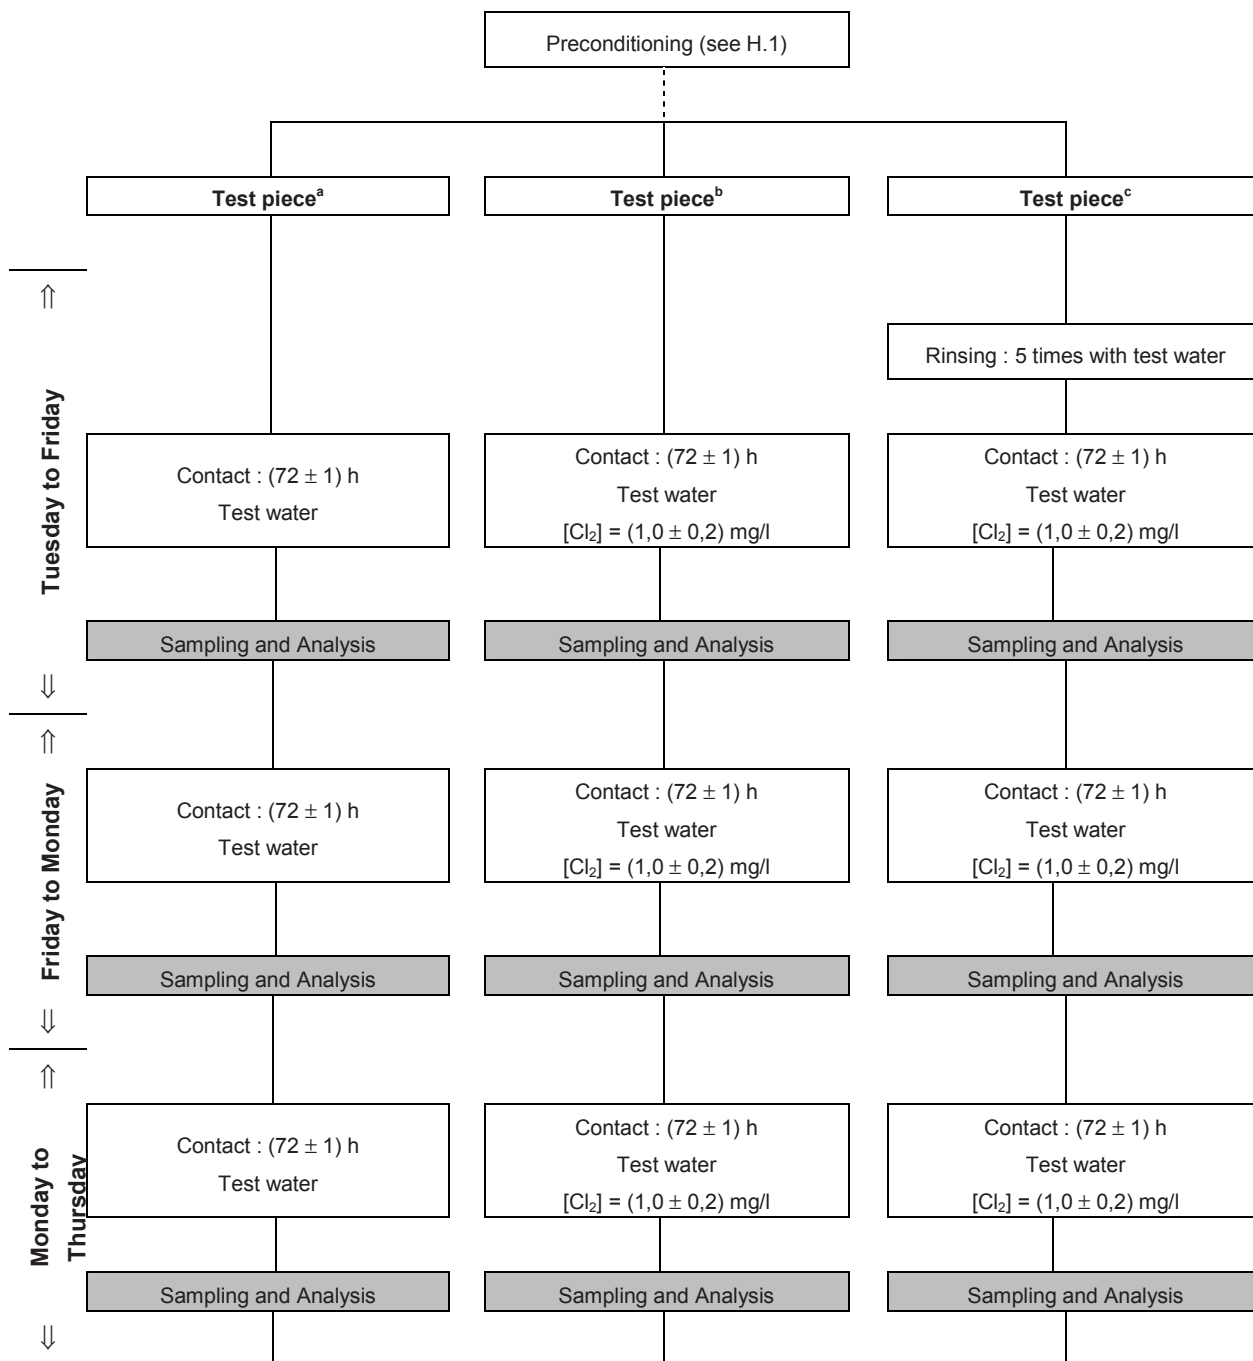 Preconditioning (see H.1)
Test pieceᵃ
Test pieceᵇ
Test pieceᶜ
⇑
Tuesday to Friday
⇓
Rinsing : 5 times with test water
Contact : (72 ± 1) h
Test water
Contact : (72 ± 1) h
Test water
[Cl₂] = (1,0 ± 0,2) mg/l
Contact : (72 ± 1) h
Test water
[Cl₂] = (1,0 ± 0,2) mg/l
Sampling and Analysis
Sampling and Analysis
Sampling and Analysis
⇑
Friday to Monday
⇓
Contact : (72 ± 1) h
Test water
Contact : (72 ± 1) h
Test water
[Cl₂] = (1,0 ± 0,2) mg/l
Contact : (72 ± 1) h
Test water
[Cl₂] = (1,0 ± 0,2) mg/l
Sampling and Analysis
Sampling and Analysis
Sampling and Analysis
⇑
Monday to
Thursday
⇓
Contact : (72 ± 1) h
Test water
Contact : (72 ± 1) h
Test water
[Cl₂] = (1,0 ± 0,2) mg/l
Contact : (72 ± 1) h
Test water
[Cl₂] = (1,0 ± 0,2) mg/l
Sampling and Analysis
Sampling and Analysis
Sampling and Analysis